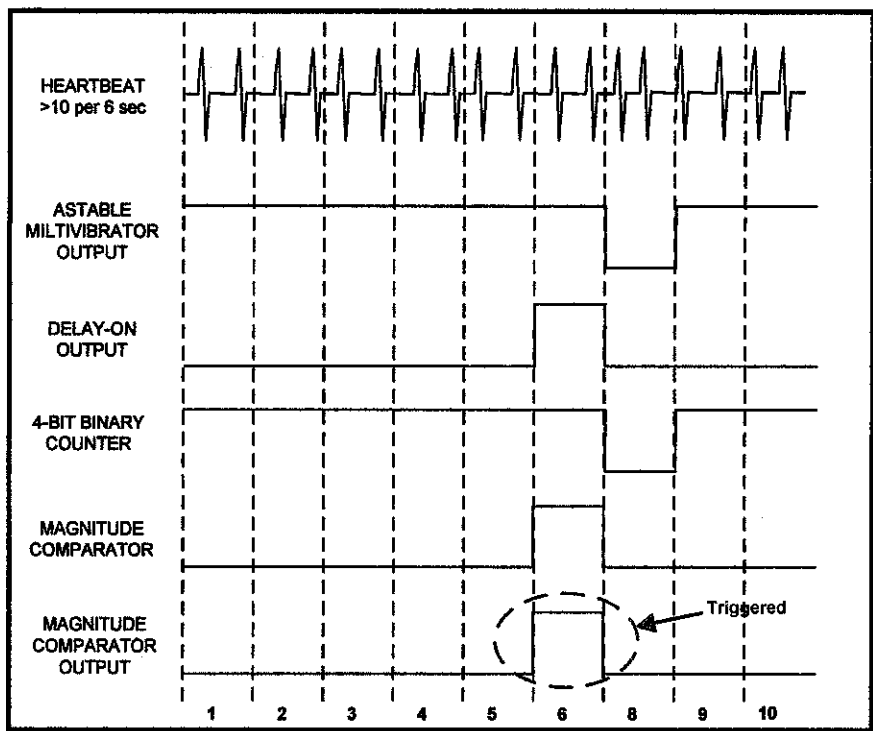 HEARTBEAT
>10 per 6 sec
ASTABLE
MILTIVIBRATOR
OUTPUT
DELAY-ON
OUTPUT
4-BIT BINARY
COUNTER
MAGNITUDE
COMPARATOR
MAGNITUDE
COMPARATOR
OUTPUT
Triggered
1 2 3 4 5 6 8 9 10